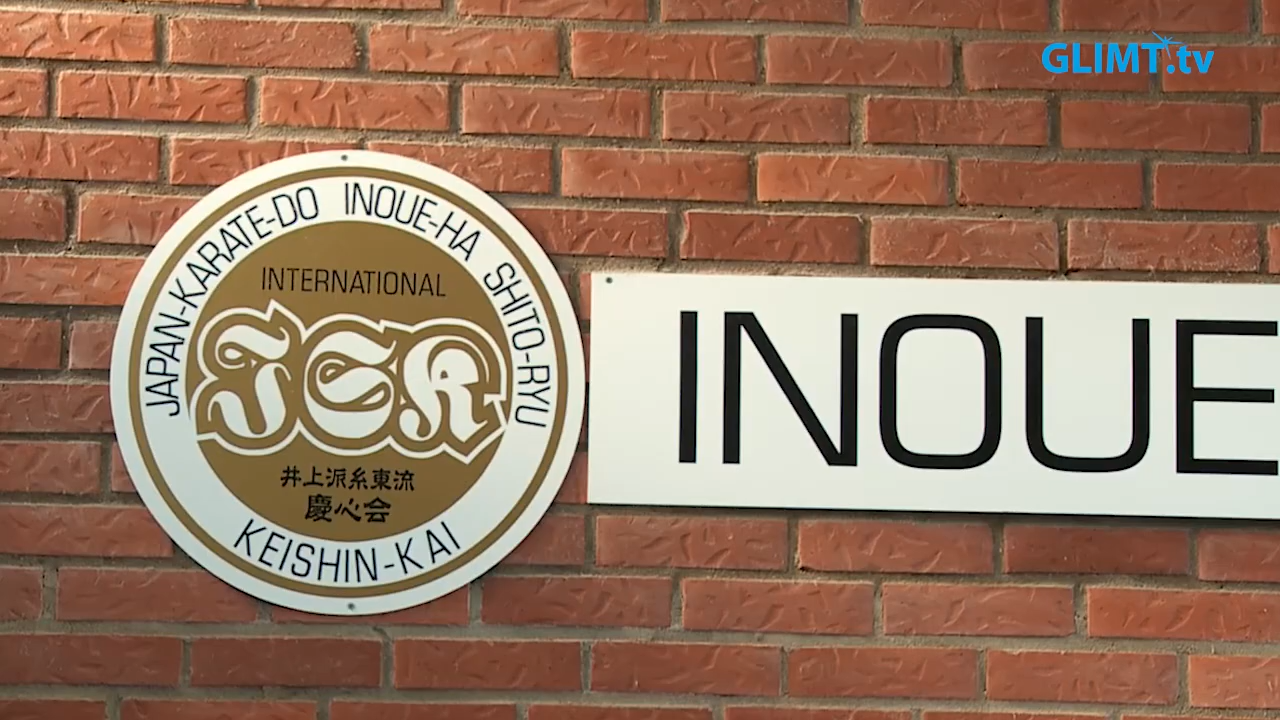 GLIMT.tv
JAPAN-KARATE-DO INOUE-HA SHITO-RYU
INTERNATIONAL
井上派糸東流
慶心会
KEISHIN-KAI
INOUE